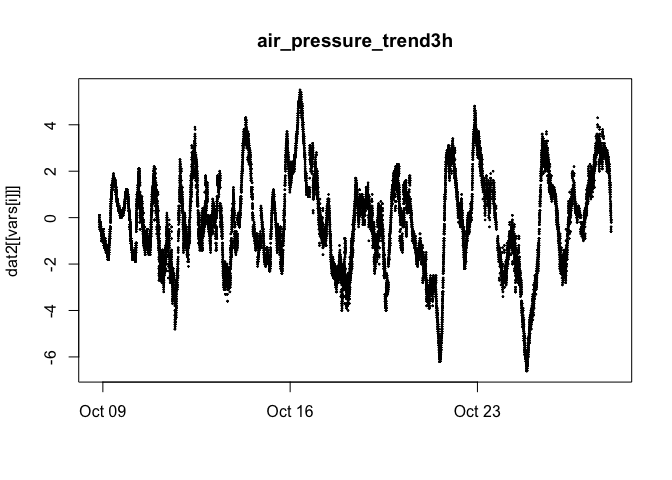 air_pressure_trend3h
dat2[[vars[i]]]
4
2
0
-2
-4
-6
Oct 09
Oct 16
Oct 23